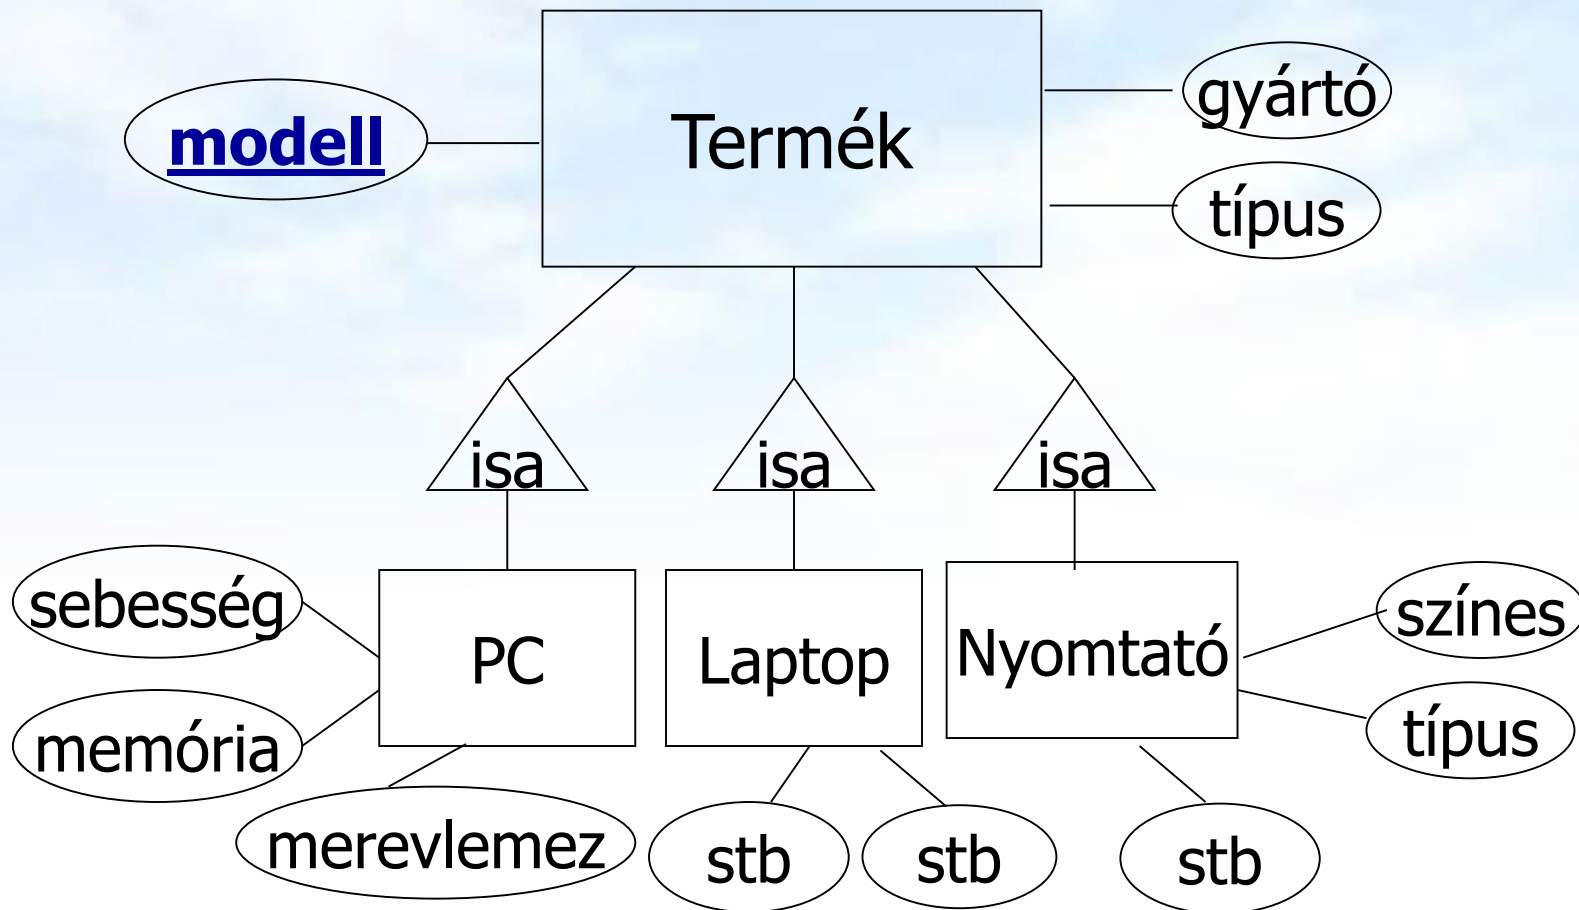 modell
Termék
gyártó
típus
isa
isa
isa
sebesség
memória
merevlemez
PC
Laptop
Nyomtató
színes
típus
stb
stb
stb